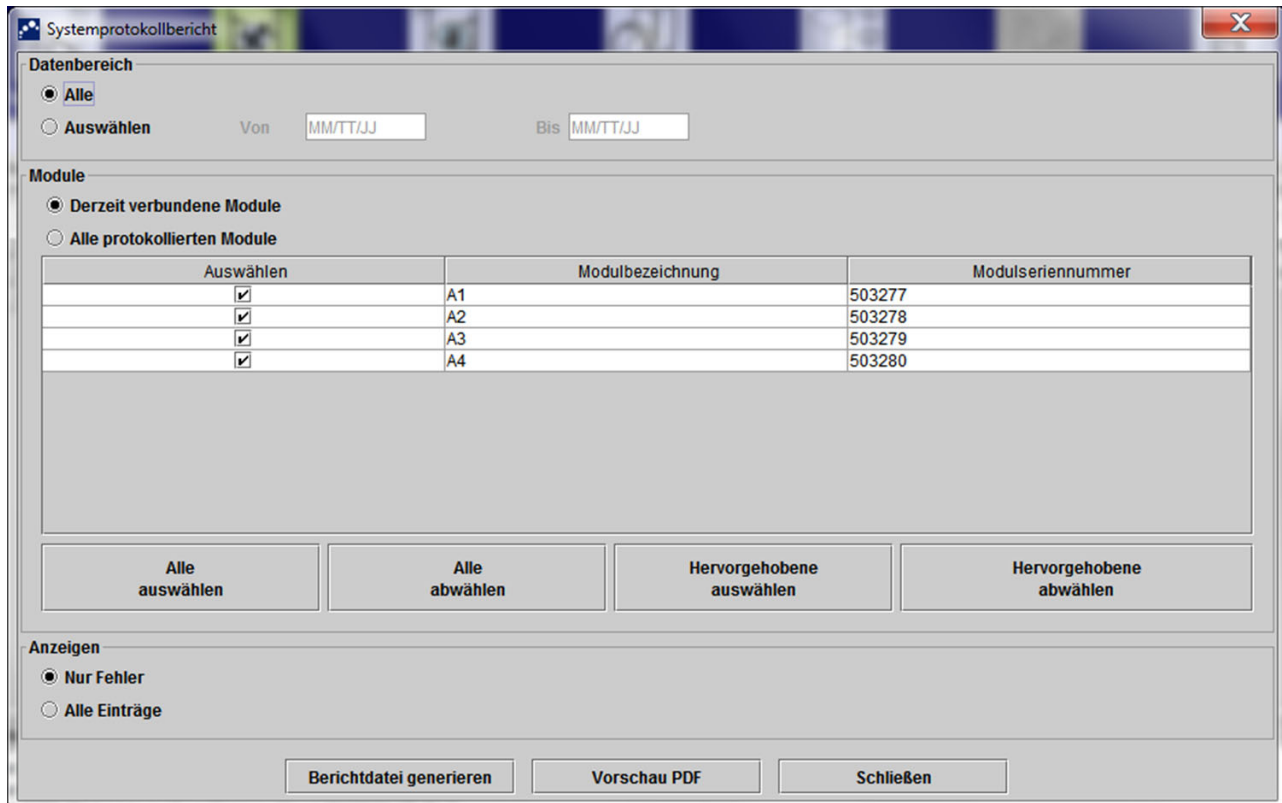 Systemprotokollbericht
Datenbereich
Alle
Auswählen Von MM/TT/JJ Bis MM/TT/JJ
Module
Derzeit verbundene Module
Alle protokollierten Module
Auswählen Modulbezeichnung Modulseriennummer
A1 503277
A2 503278
A3 503279
A4 503280
Alle auswählen
Alle abwählen
Hervorgehobene auswählen
Hervorgehobene abwählen
Anzeigen
Nur Fehler
Alle Einträge
Berichtdatei generieren Vorschau PDF Schließen